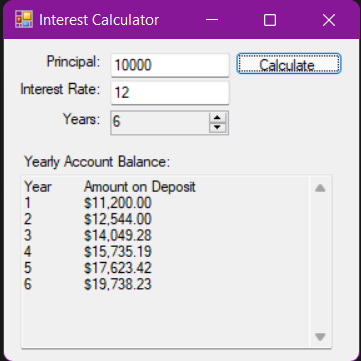 Interest Calculator
Principal: 10000 Calculate
Interest Rate: 12
Years: 6
Yearly Account Balance:
Year Amount on Deposit
1 $11,200.00
2 $12,544.00
3 $14,049.28
4 $15,735.19
5 $17,623.42
6 $19,738.23